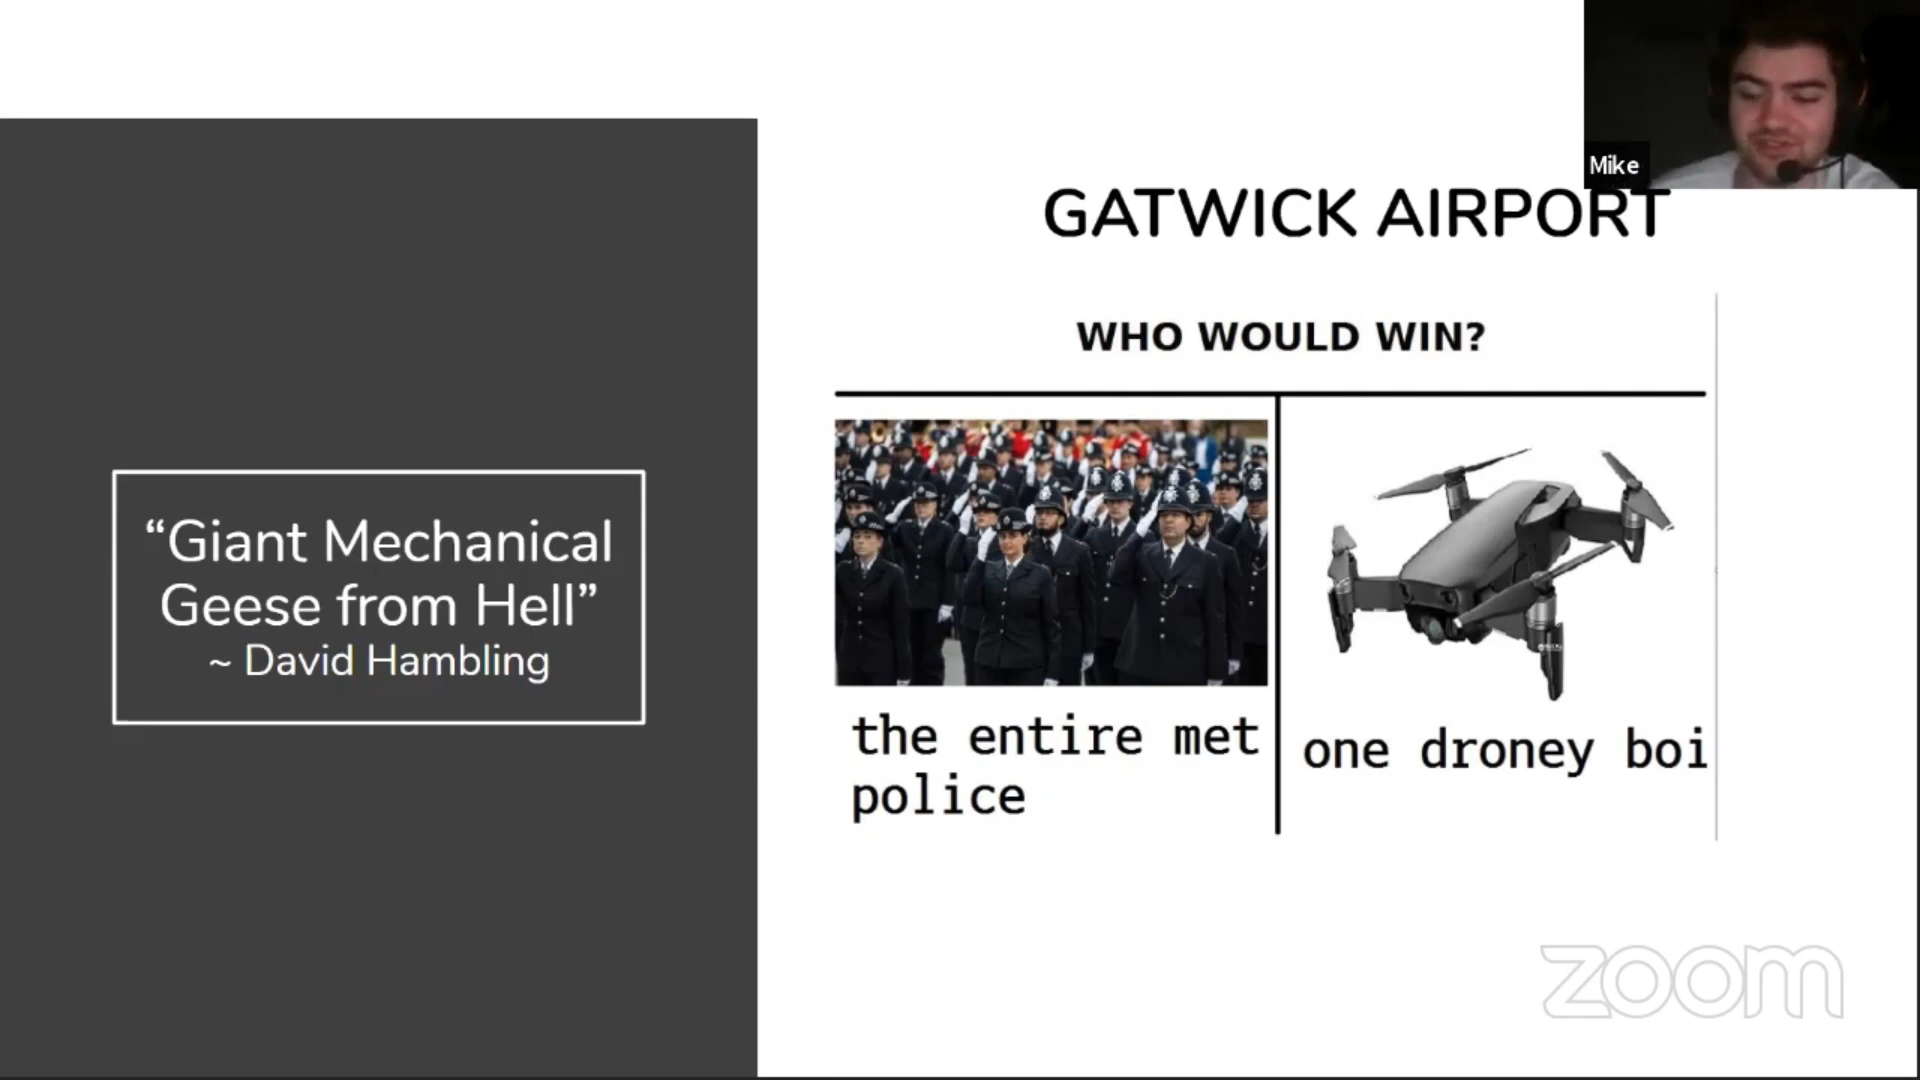 Mike
GATWICK AIRPORT
WHO WOULD WIN?
“Giant Mechanical
Geese from Hell”
~ David Hambling
the entire met
police
one droney boi
zoom